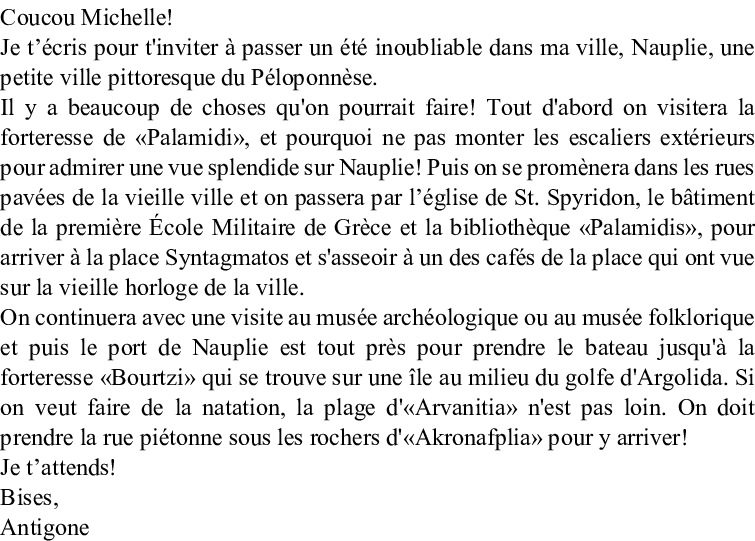 Coucou Michelle!
Je t’écris pour t'inviter à passer un été inoubliable dans ma ville, Nauplie, une
petite ville pittoresque du Péloponnèse.
Il y a beaucoup de choses qu'on pourrait faire! Tout d'abord on visitera la
forteresse de «Palamidi», et pourquoi ne pas monter les escaliers extérieurs
pour admirer une vue splendide sur Nauplie! Puis on se promènera dans les rues
pavées de la vieille ville et on passera par l’église de St. Spyridon, le bâtiment
de la première École Militaire de Grèce et la bibliothèque «Palamidis», pour
arriver à la place Syntagmatos et s'asseoir à un des cafés de la place qui ont vue
sur la vieille horloge de la ville.
On continuera avec une visite au musée archéologique ou au musée folklorique
et puis le port de Nauplie est tout près pour prendre le bateau jusqu'à la
forteresse «Bourtzi» qui se trouve sur une île au milieu du golfe d'Argolida. Si
on veut faire de la natation, la plage d'«Arvanitia» n'est pas loin. On doit
prendre la rue piétonne sous les rochers d'«Akronafplia» pour y arriver!
Je t’attends!
Bises,
Antigone